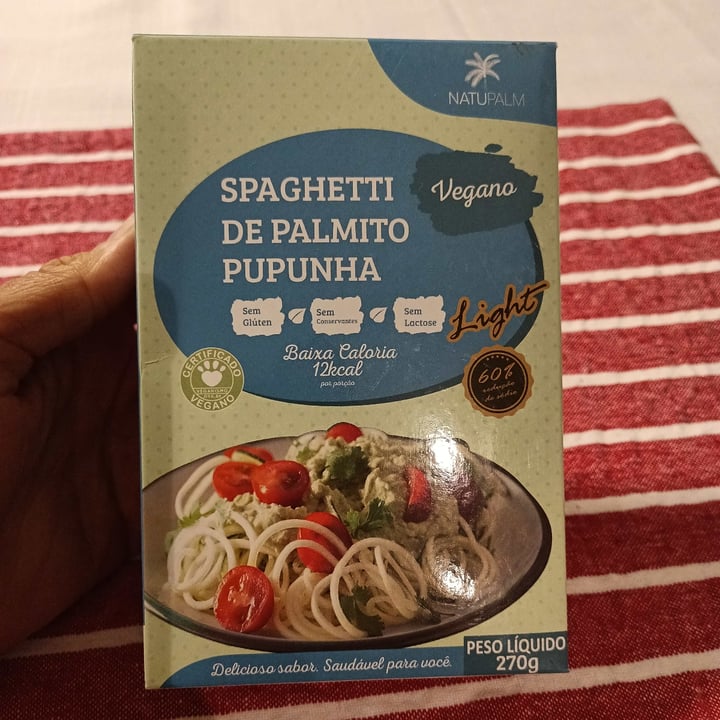 NATUPALM
SPAGHETTI
DE PALMITO
PUPUNHA
Vegano
Sem
Glúten
Sem
Conservantes
Sem
Lactose
Light
Baixa Caloria
12kcal
por porção
CERTIFICADO
VEGANISMO
VEGANO
60%
redução
de sódio
PESO LÍQUIDO
270g
Delicioso sabor. Saudável para você.